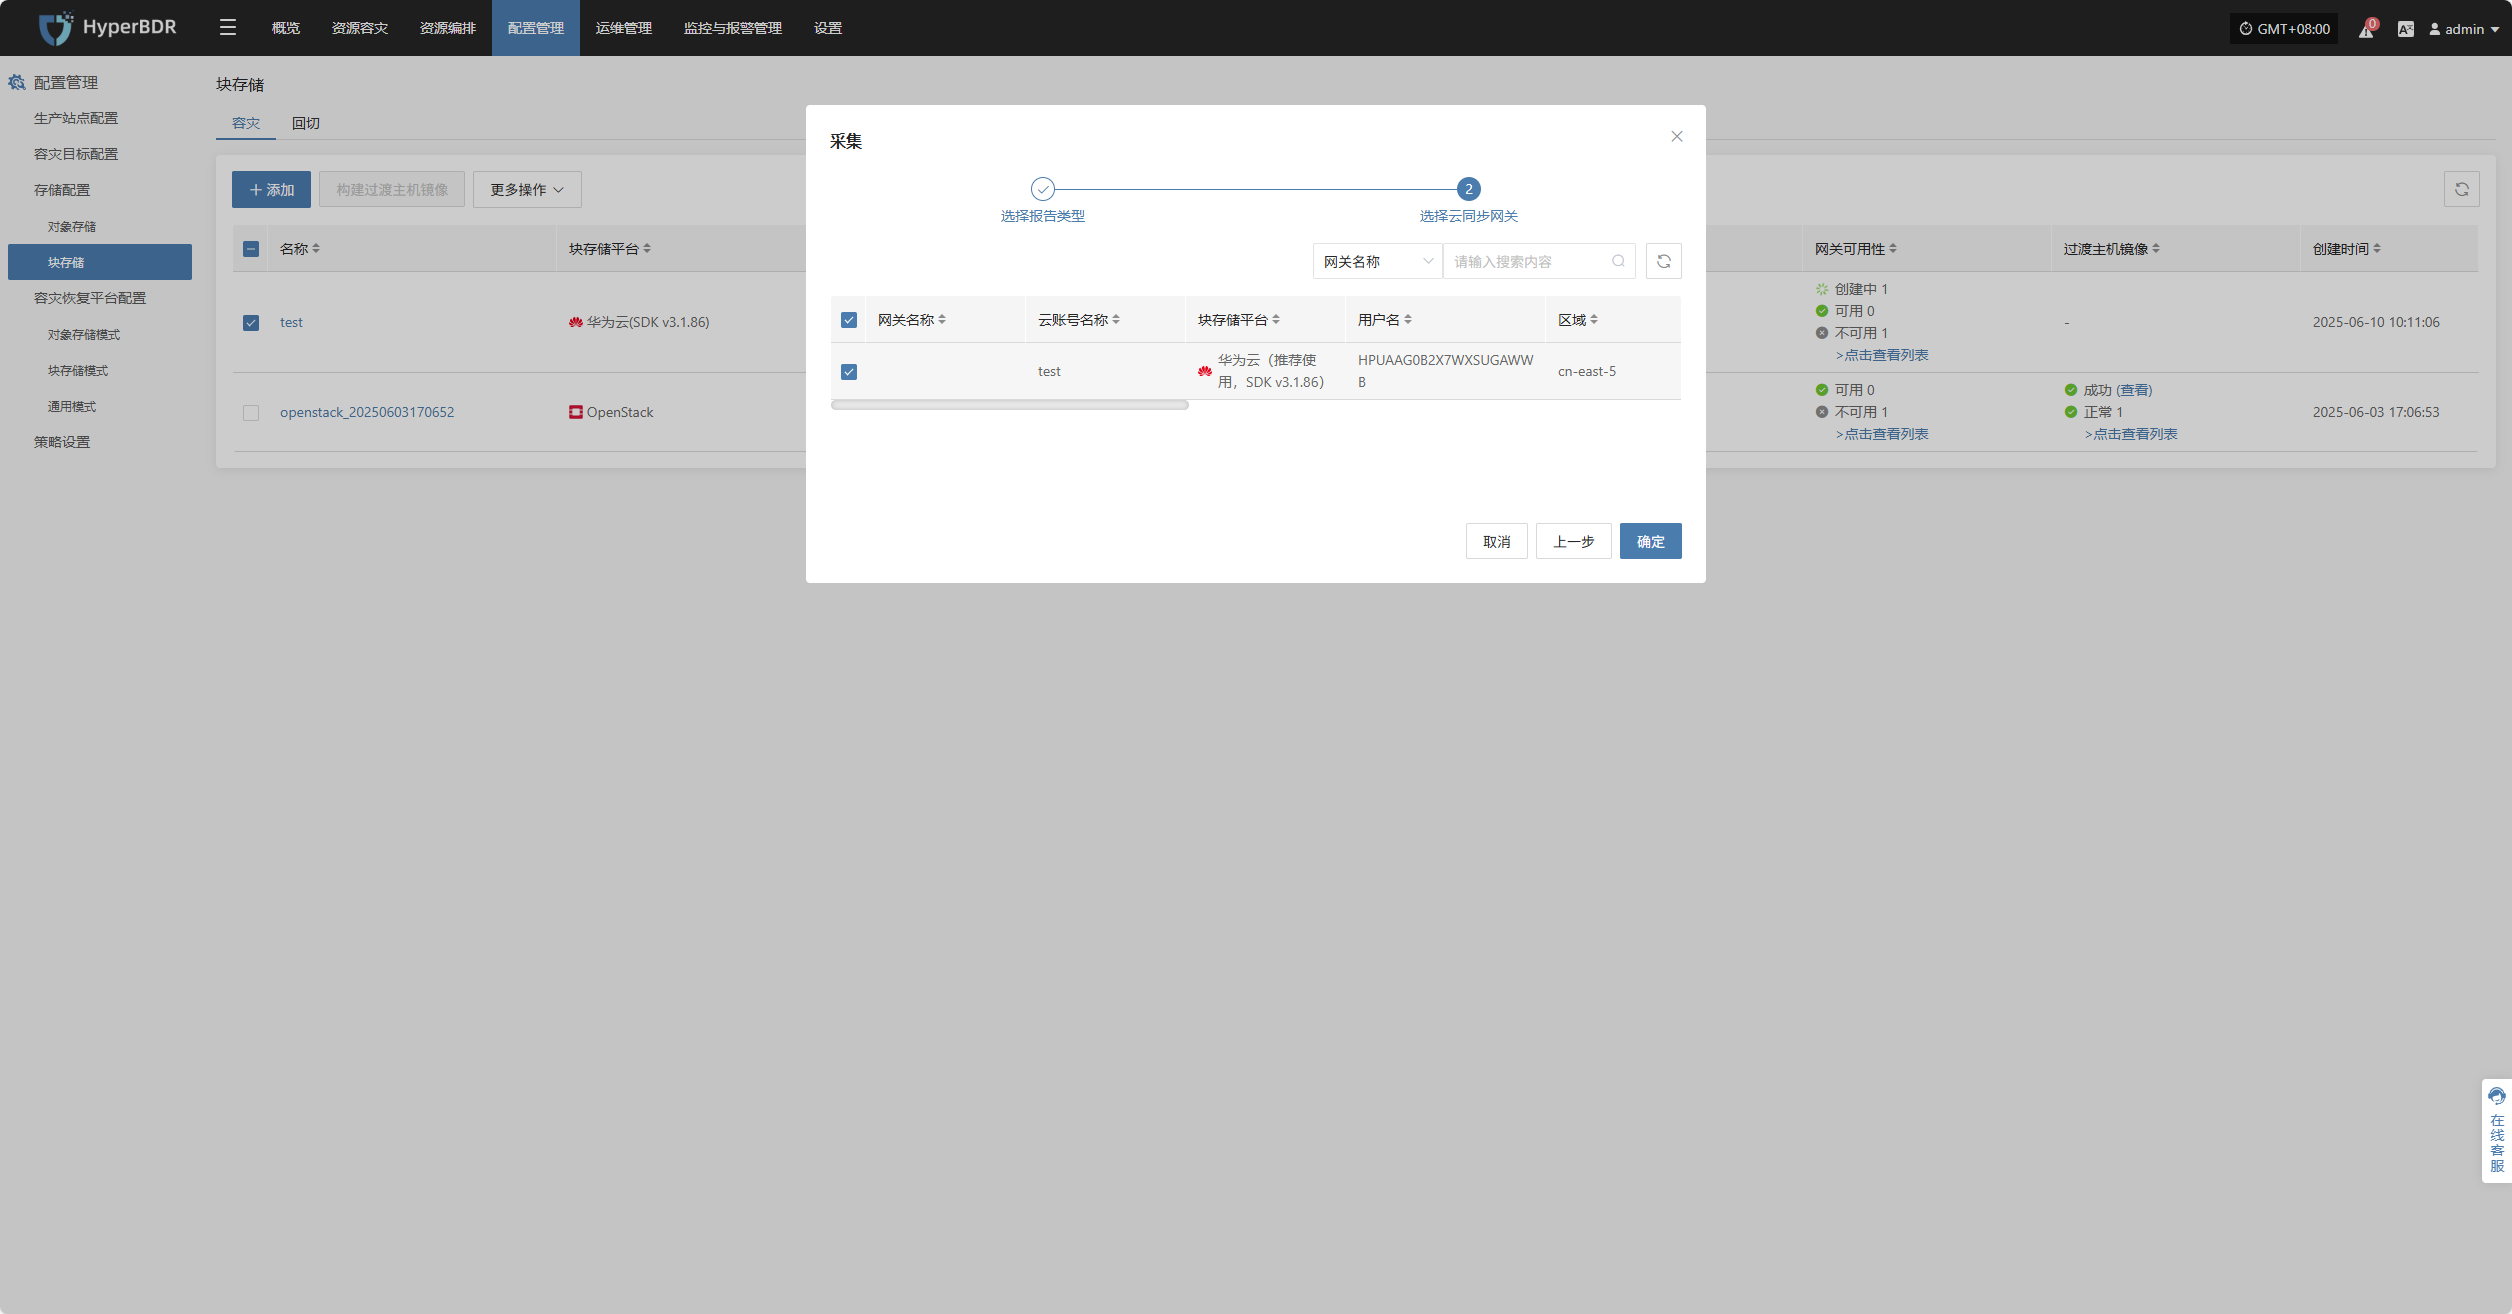 HyperBDR
概览
资源容灾
资源编排
配置管理
运维管理
监控与报警管理
设置
GMT+08:00
0
admin
配置管理
生产站点配置
容灾目标配置
存储配置
对象存储
块存储
容灾恢复平台配置
对象存储模式
块存储模式
通用模式
策略设置
块存储
容灾
回切
添加
构建过渡主机镜像
更多操作
名称
块存储平台
网关可用性
过渡主机镜像
创建时间
test
华为云(SDK v3.1.86)
创建中 1
可用 0
不可用 1
>点击查看列表
-
2025-06-10 10:11:06
openstack_20250603170652
OpenStack
可用 0
不可用 1
>点击查看列表
成功 (查看)
正常 1
>点击查看列表
2025-06-03 17:06:53
采集
选择报告类型
2
选择云同步网关
网关名称
请输入搜索内容
网关名称
云账号名称
块存储平台
用户名
区域
test
华为云（推荐使
用，SDK v3.1.86）
HPUAAG0B2X7WXSUGAWW
B
cn-east-5
取消
上一步
确定
在
线
客
服